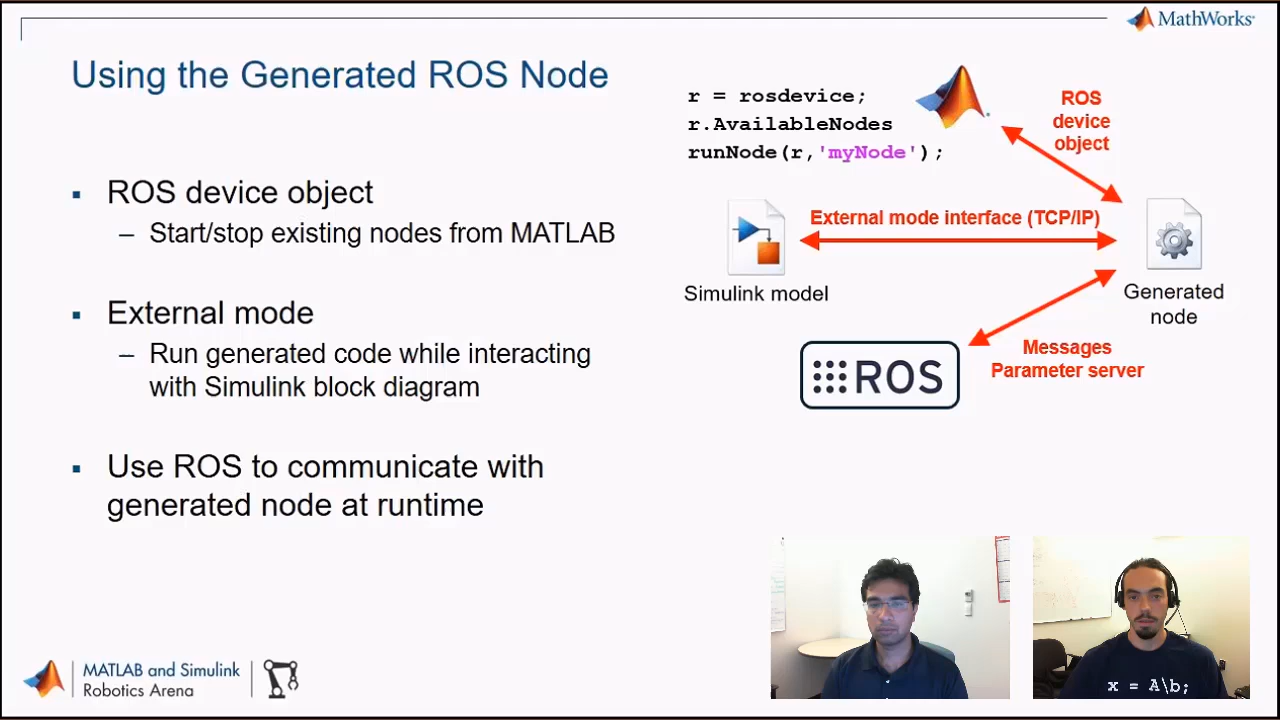 MathWorks
Using the Generated ROS Node
▪ ROS device object
– Start/stop existing nodes from MATLAB
▪ External mode
– Run generated code while interacting
with Simulink block diagram
▪ Use ROS to communicate with
generated node at runtime
r = rosdevice;
r.AvailableNodes
runNode(r,'myNode');
ROS
device
object
External mode interface (TCP/IP)
Simulink model
Generated
node
Messages
Parameter server
ROS
x = A\b;
MATLAB and Simulink
Robotics Arena